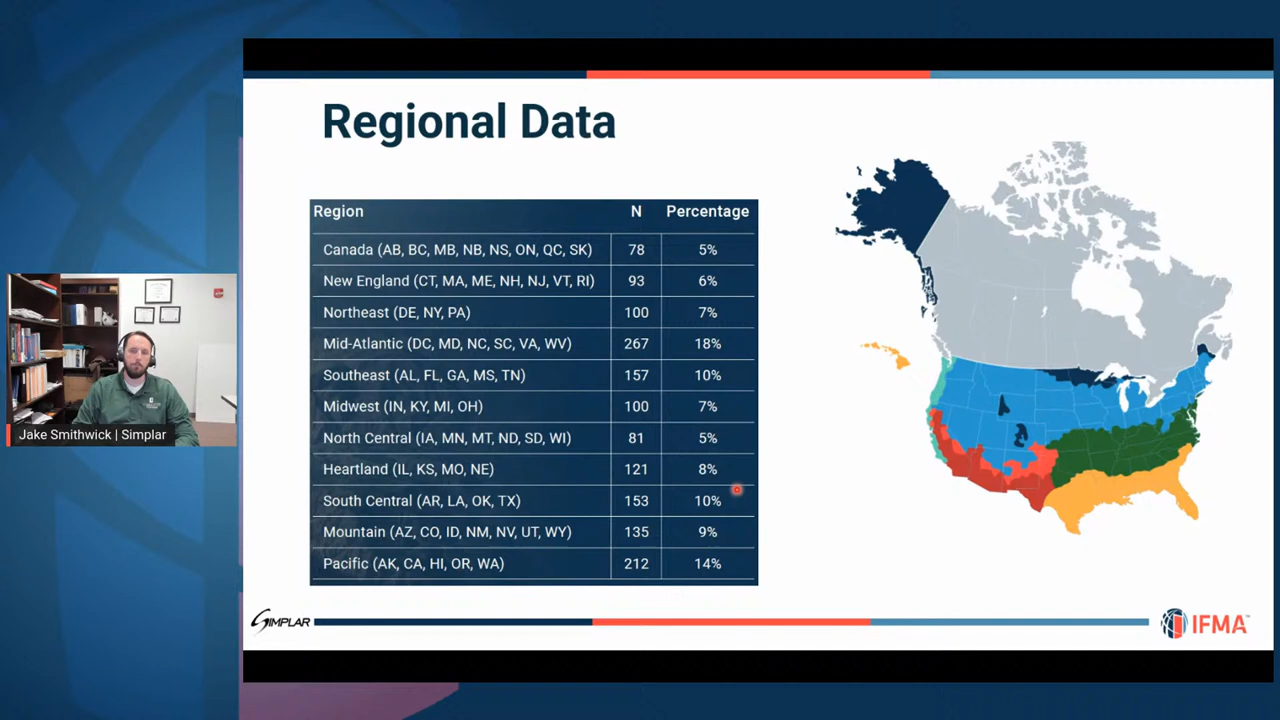 Regional Data
Region N Percentage
Canada (AB, BC, MB, NB, NS, ON, QC, SK) 78 5%
New England (CT, MA, ME, NH, NJ, VT, RI) 93 6%
Northeast (DE, NY, PA) 100 7%
Mid-Atlantic (DC, MD, NC, SC, VA, WV) 267 18%
Southeast (AL, FL, GA, MS, TN) 157 10%
Midwest (IN, KY, MI, OH) 100 7%
North Central (IA, MN, MT, ND, SD, WI) 81 5%
Heartland (IL, KS, MO, NE) 121 8%
South Central (AR, LA, OK, TX) 153 10%
Mountain (AZ, CO, ID, NM, NV, UT, WY) 135 9%
Pacific (AK, CA, HI, OR, WA) 212 14%
Jake Smithwick | Simplar
SIMPLAR
IFMA™